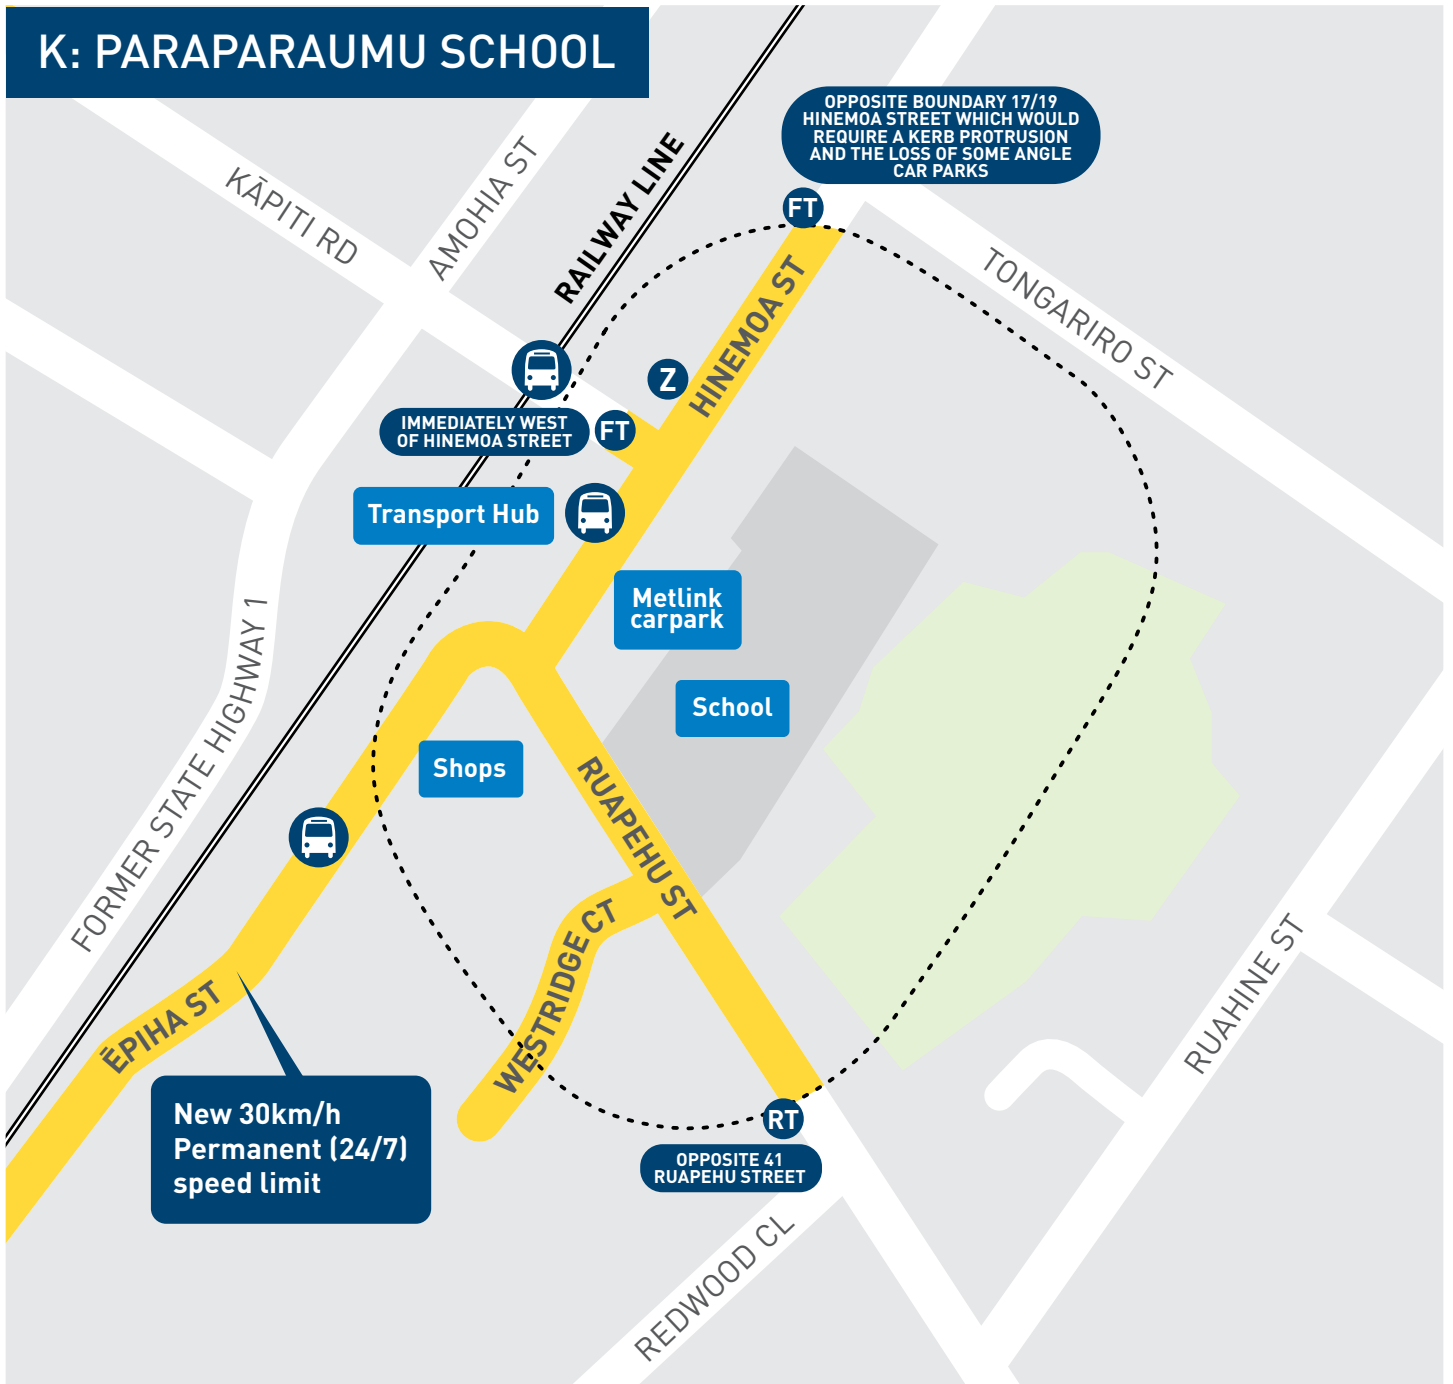 K: PARAPARAUMU SCHOOL
OPPOSITE BOUNDARY 17/19
HINEMOA STREET WHICH WOULD
REQUIRE A KERB PROTRUSION
AND THE LOSS OF SOME ANGLE
CAR PARKS
KĀPITI RD
AMOHIA ST
RAILWAY LINE
FT
HINEMOA ST
TONGARIRO ST
Z
IMMEDIATELY WEST
OF HINEMOA STREET
FT
Transport Hub
Metlink
carpark
School
Shops
FORMER STATE HIGHWAY 1
RUAPEHU ST
WESTRIDGE CT
ĒPIHA ST
RUAHINE ST
New 30km/h
Permanent (24/7)
speed limit
RT
OPPOSITE 41
RUAPEHU STREET
REDWOOD CL